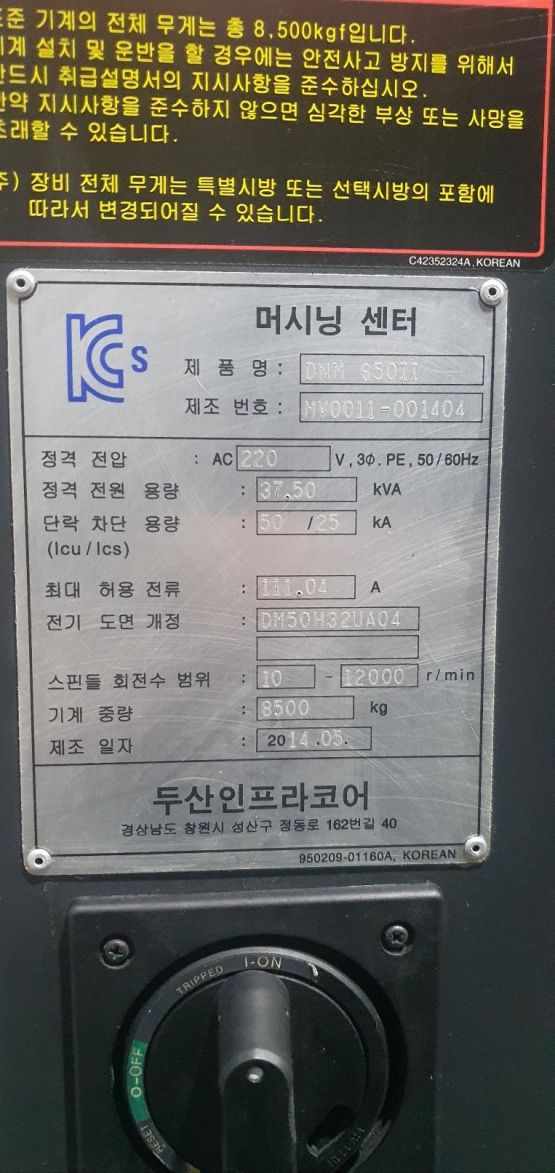 표준 기계의 전체 무게는 총 8,500kgf입니다.
기계 설치 및 운반을 할 경우에는 안전사고 방지를 위해서
반드시 취급설명서의 지시사항을 준수하십시오.
만약 지시사항을 준수하지 않으면 심각한 부상 또는 사망을
초래할 수 있습니다.
주) 장비 전체 무게는 특별시방 또는 선택시방의 포함에
따라서 변경되어질 수 있습니다.
C42352324A, KOREAN
KCs
머시닝 센터
제 품 명 : DNM 650II
제조 번호 : MV0011-001404
정격 전압 : AC 220 V, 3Φ. PE, 50/60Hz
정격 전원 용량 : 37.50 kVA
단락 차단 용량 : 50 /25 kA
(Icu/Ics)
최대 허용 전류 : 111.04 A
전기 도면 개정 : DM50H32UA04
스핀들 회전수 범위 : 10 ~ 12000 r/min
기계 중량 : 8500 kg
제조 일자 : 2014.05.
두산인프라코어
경상남도 창원시 성산구 정동로 162번길 40
950209-01160A, KOREAN
TRIPPED I-ON
O-OFF
RESET